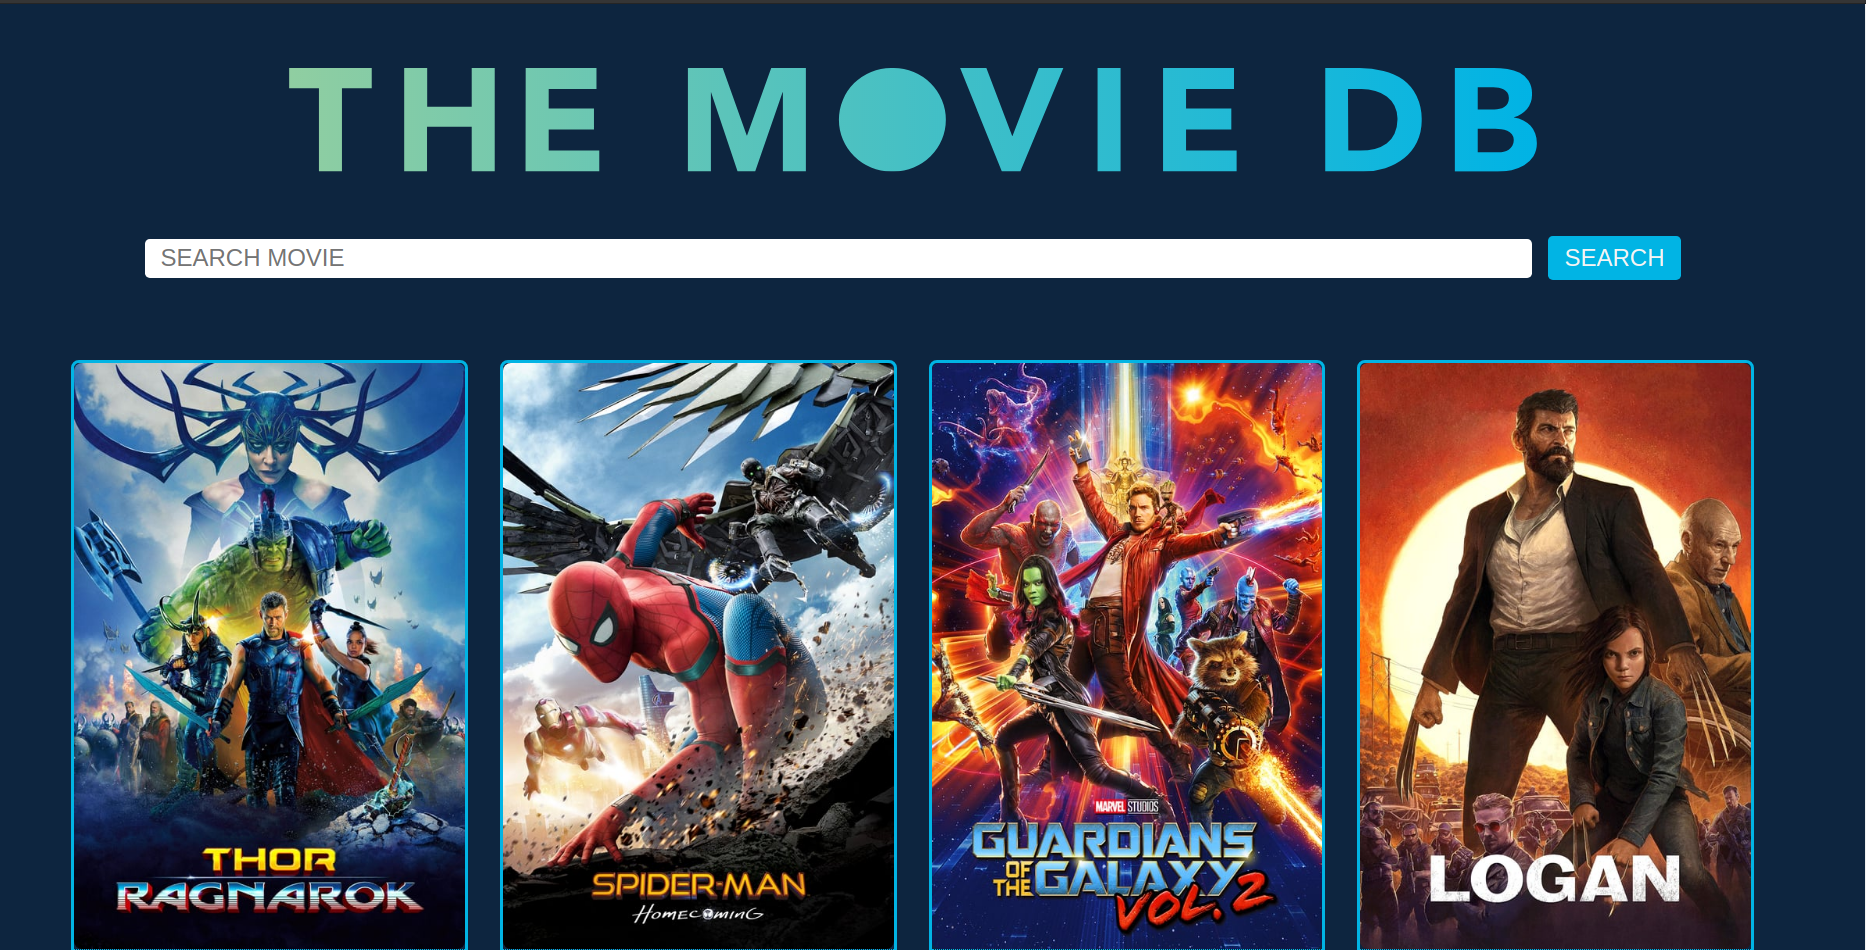 THE MOVIE DB
SEARCH MOVIE
SEARCH
THOR
RAGNAROK
SPIDER-MAN
HOMECOMING
MARVEL STUDIOS
GUARDIANS
OF THE GALAXY
VOL. 2
LOGAN